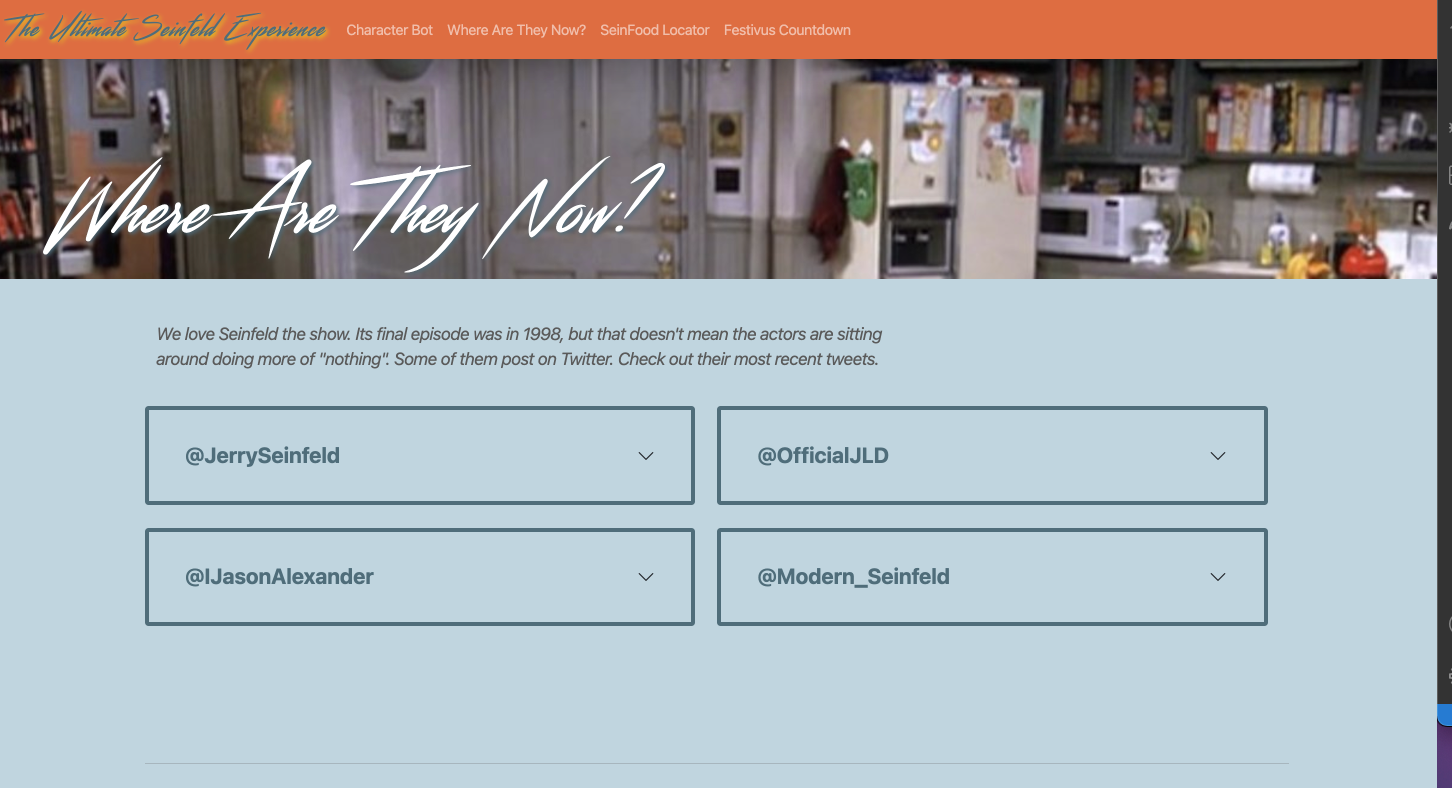 The Ultimate Seinfeld Experience Character Bot Where Are They Now? SeinFood Locator Festivus Countdown
Where Are They Now?
We love Seinfeld the show. Its final episode was in 1998, but that doesn't mean the actors are sitting
around doing more of "nothing". Some of them post on Twitter. Check out their most recent tweets.
@JerrySeinfeld
@OfficialJLD
@IJasonAlexander
@Modern_Seinfeld